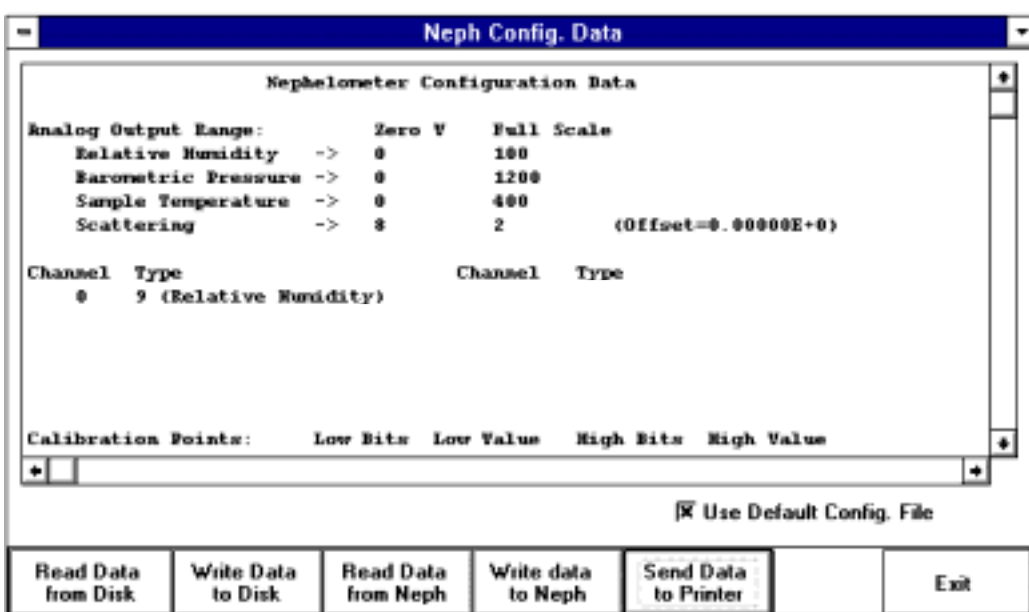 Neph Config. Data
Nephelometer Configuration Data
Analog Output Range: Zero V Full Scale
Relative Humidity -> 0 100
Barometric Pressure -> 0 1200
Sample Temperature -> 0 400
Scattering -> 8 2 (Offset=0.00000E+0)
Channel Type Channel Type
0 9 (Relative Humidity)
Calibration Points: Low Bits Low Value High Bits High Value
Use Default Config. File
Read Data from Disk
Write Data to Disk
Read Data from Neph
Write data to Neph
Send Data to Printer
Exit